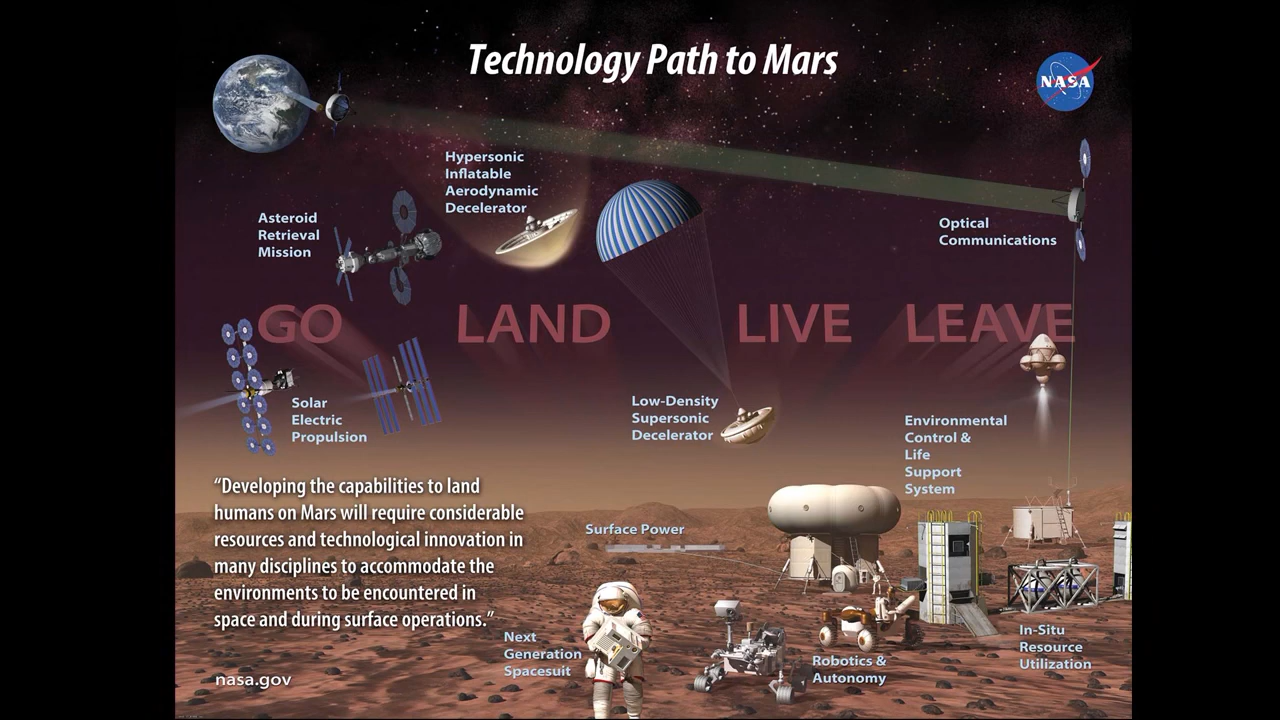 Technology Path to Mars
NASA
Hypersonic
Inflatable
Aerodynamic
Decelerator
Asteroid
Retrieval
Mission
Optical
Communications
GO LAND LIVE LEAVE
Solar
Electric
Propulsion
Low-Density
Supersonic
Decelerator
Environmental
Control &
Life
Support
System
“Developing the capabilities to land
humans on Mars will require considerable
resources and technological innovation in
many disciplines to accommodate the
environments to be encountered in
space and during surface operations.”
Surface Power
Next
Generation
Spacesuit
Robotics &
Autonomy
In-Situ
Resource
Utilization
nasa.gov